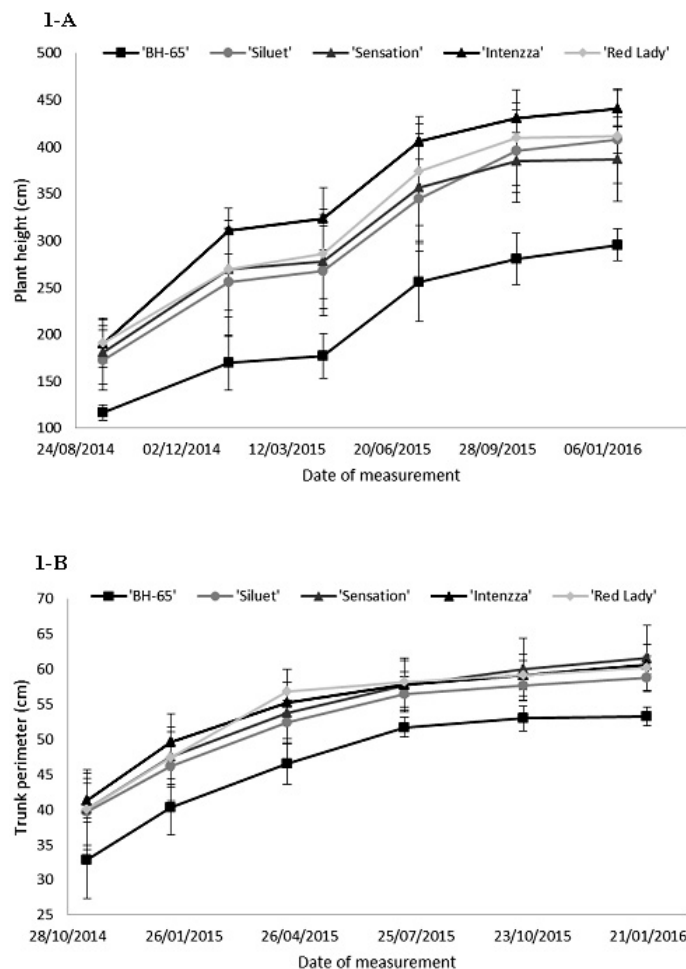 1-A
'BH-65' 'Siluet' 'Sensation' 'Intenzza' 'Red Lady'
500
450
400
350
300
250
200
150
100
Plant height (cm)
24/08/2014 02/12/2014 12/03/2015 20/06/2015 28/09/2015 06/01/2016
Date of measurement
1-B
'BH-65' 'Siluet' 'Sensation' 'Intenzza' 'Red Lady'
70
65
60
55
50
45
40
35
30
25
Trunk perimeter (cm)
28/10/2014 26/01/2015 26/04/2015 25/07/2015 23/10/2015 21/01/2016
Date of measurement